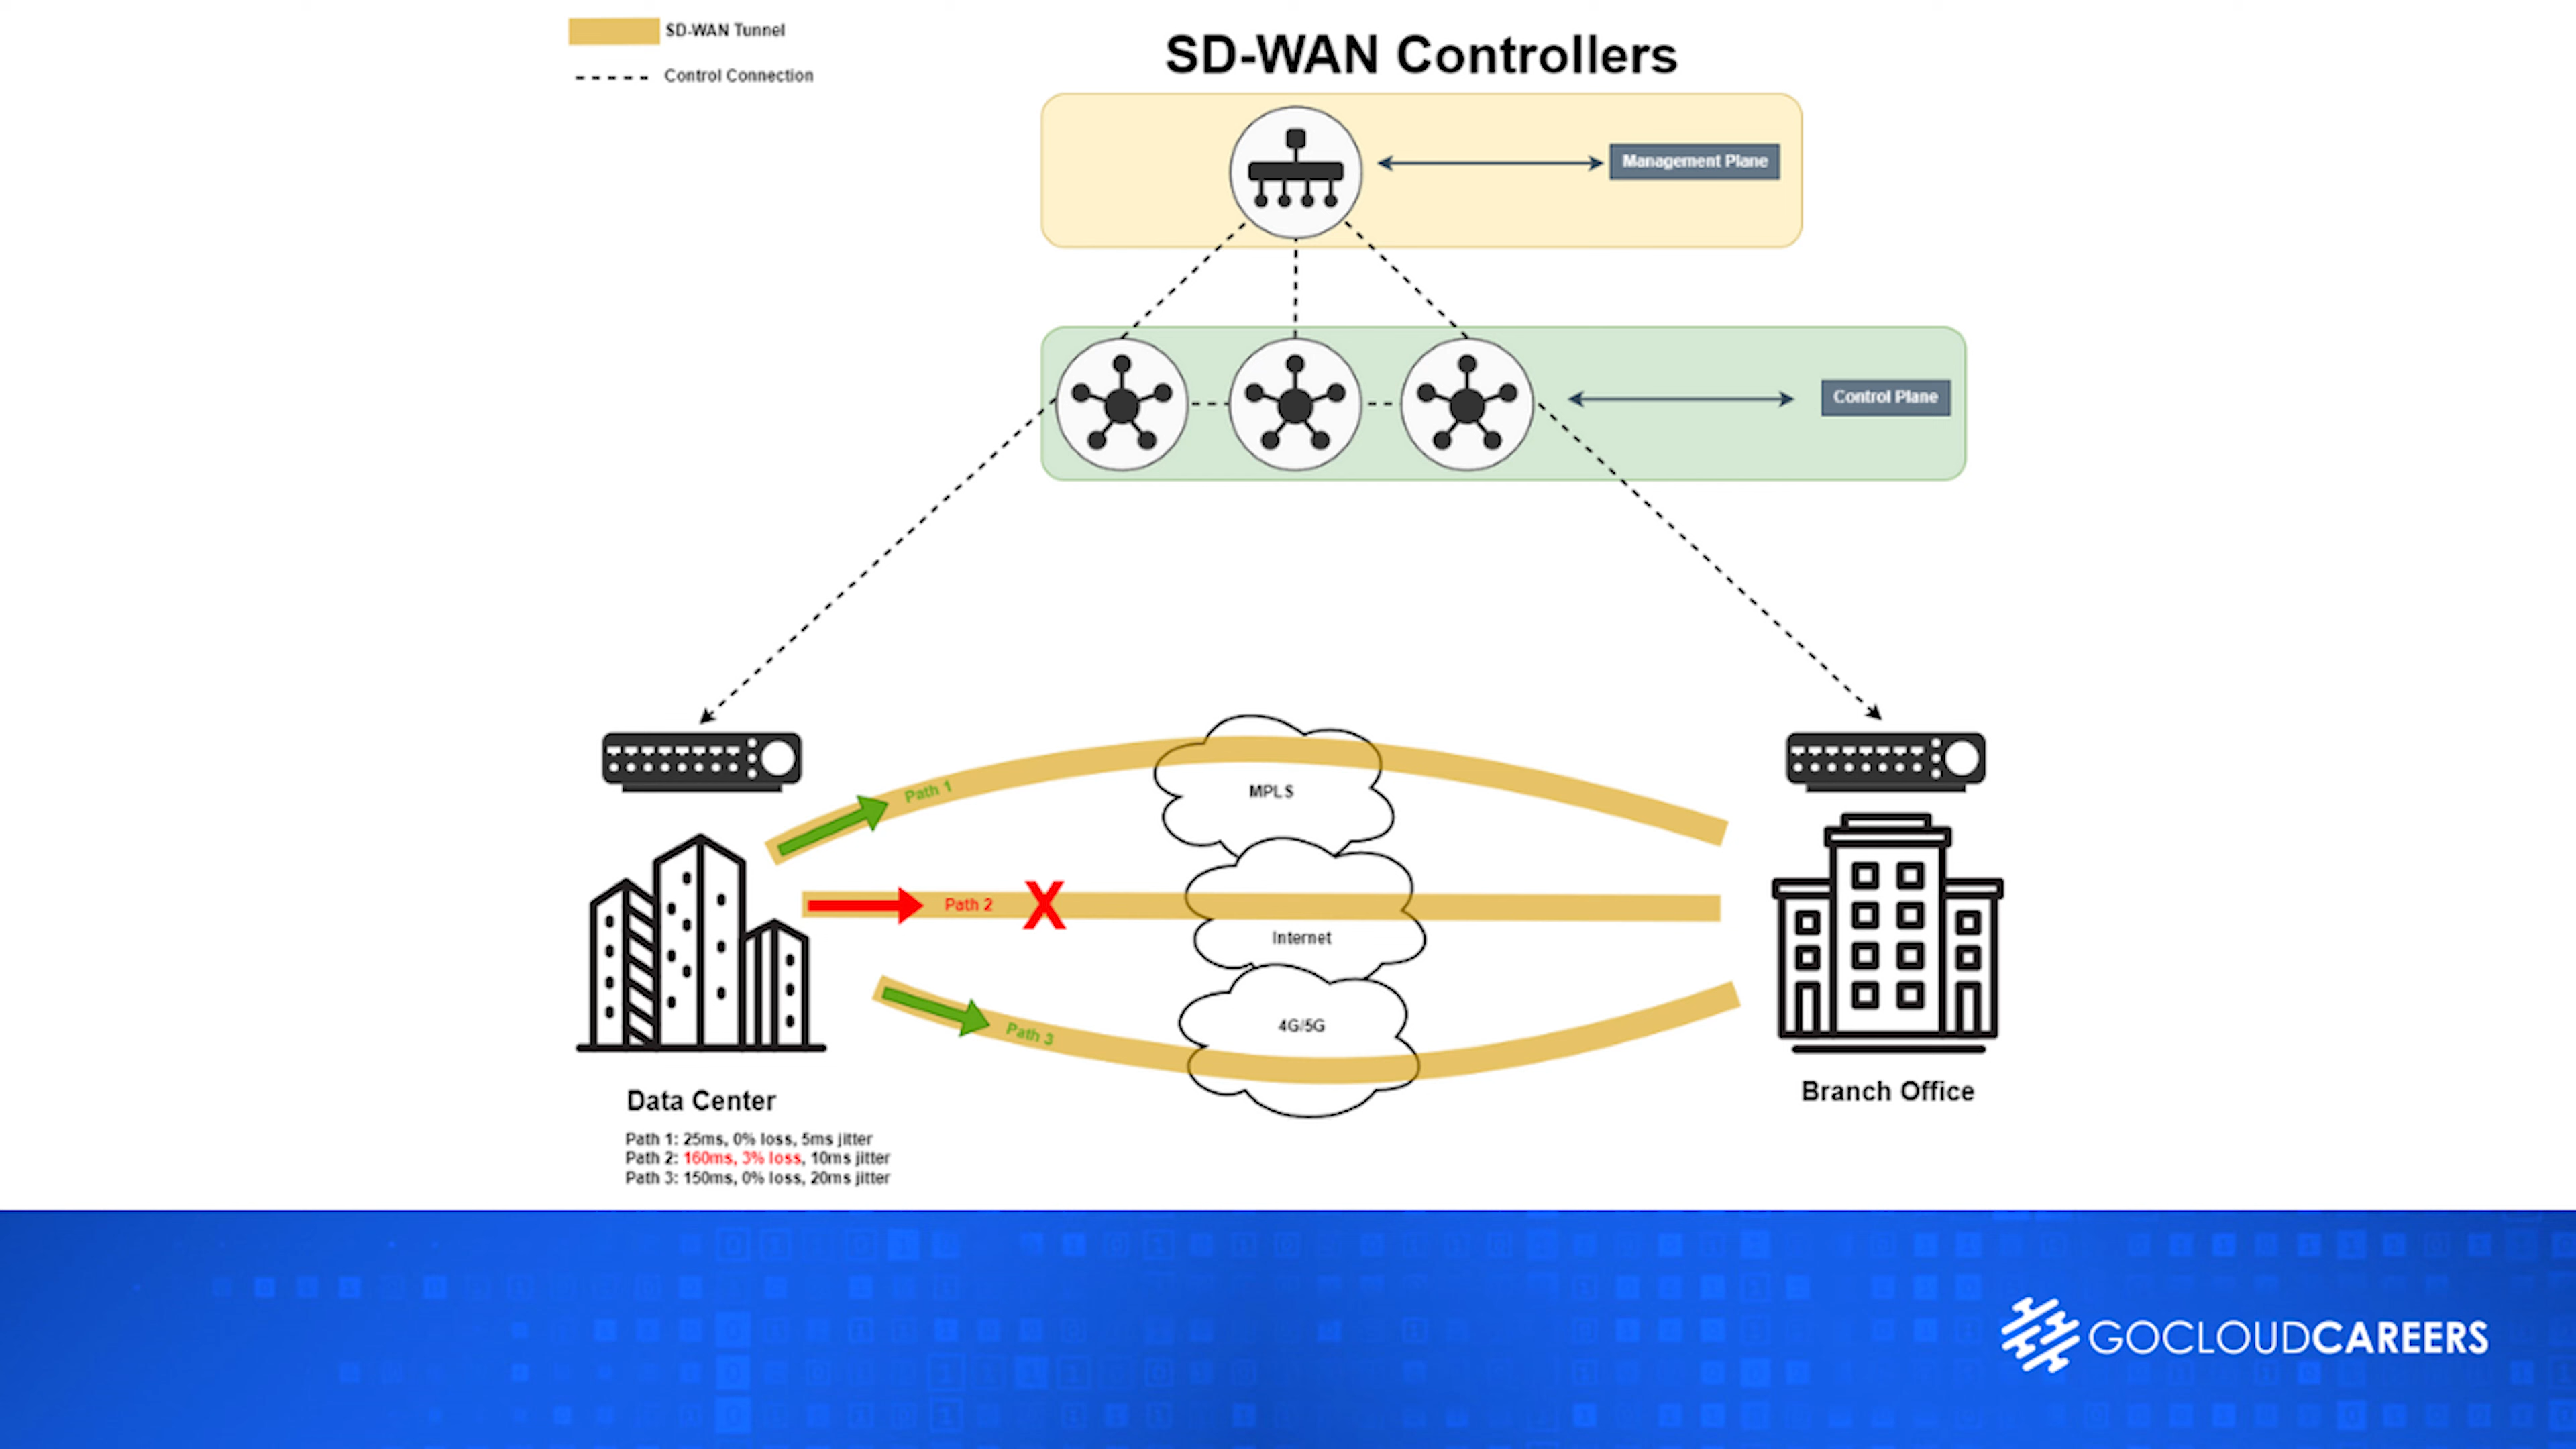 SD-WAN Tunnel
Control Connection
SD-WAN Controllers
Management Plane
Control Plane
Path 1
MPLS
Path 2
X
Internet
Path 3
4G/5G
Data Center
Path 1: 25ms, 0% loss, 5ms jitter
Path 2: 160ms, 3% loss, 10ms jitter
Path 3: 150ms, 0% loss, 20ms jitter
Branch Office
GOCLOUDCAREERS